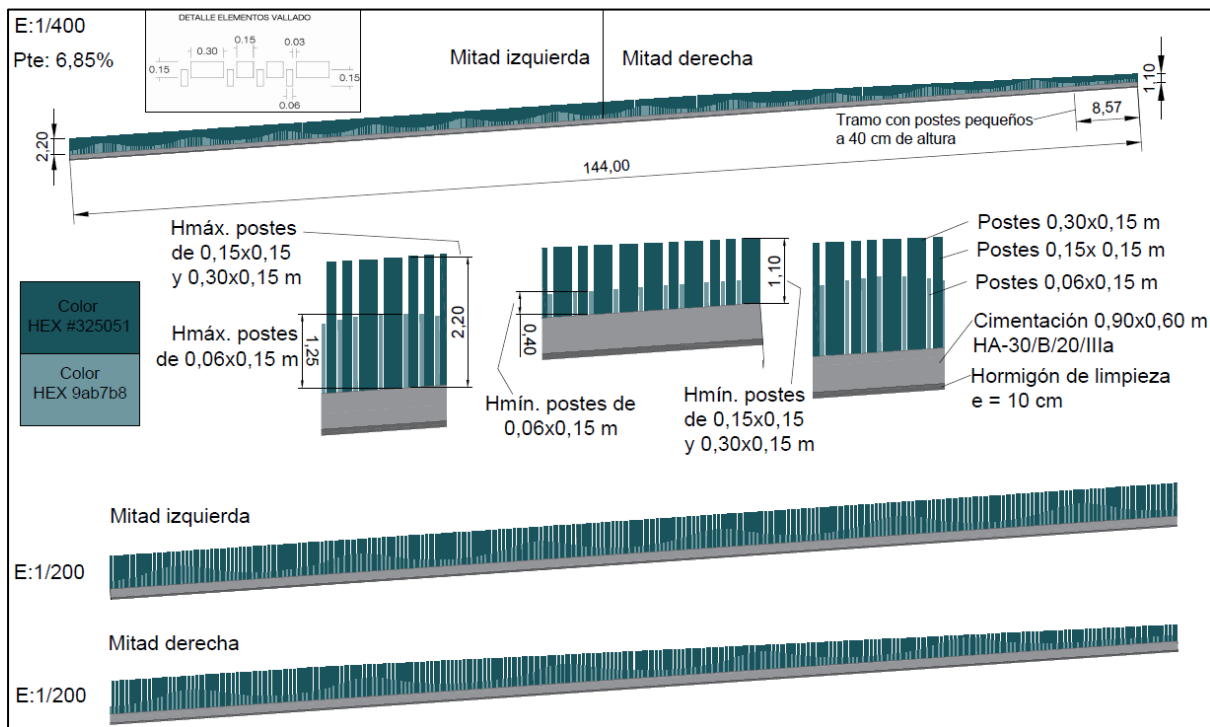 E:1/400
Pte: 6,85%
DETALLE ELEMENTOS VALLADO
0.30
0.15
0.03
0.15
0.15
0.06
Mitad izquierda
Mitad derecha
2,20
144,00
1,10
8,57
Tramo con postes pequeños
a 40 cm de altura
Color
HEX #325051
Color
HEX 9ab7b8
Hmáx. postes
de 0,15x0,15
y 0,30x0,15 m
Hmáx. postes
de 0,06x0,15 m
1,25
2,20
0,40
1,10
Hmín. postes de
0,06x0,15 m
Hmín. postes
de 0,15x0,15
y 0,30x0,15 m
Postes 0,30x0,15 m
Postes 0,15x 0,15 m
Postes 0,06x0,15 m
Cimentación 0,90x0,60 m
HA-30/B/20/IIIa
Hormigón de limpieza
e = 10 cm
Mitad izquierda
E:1/200
Mitad derecha
E:1/200